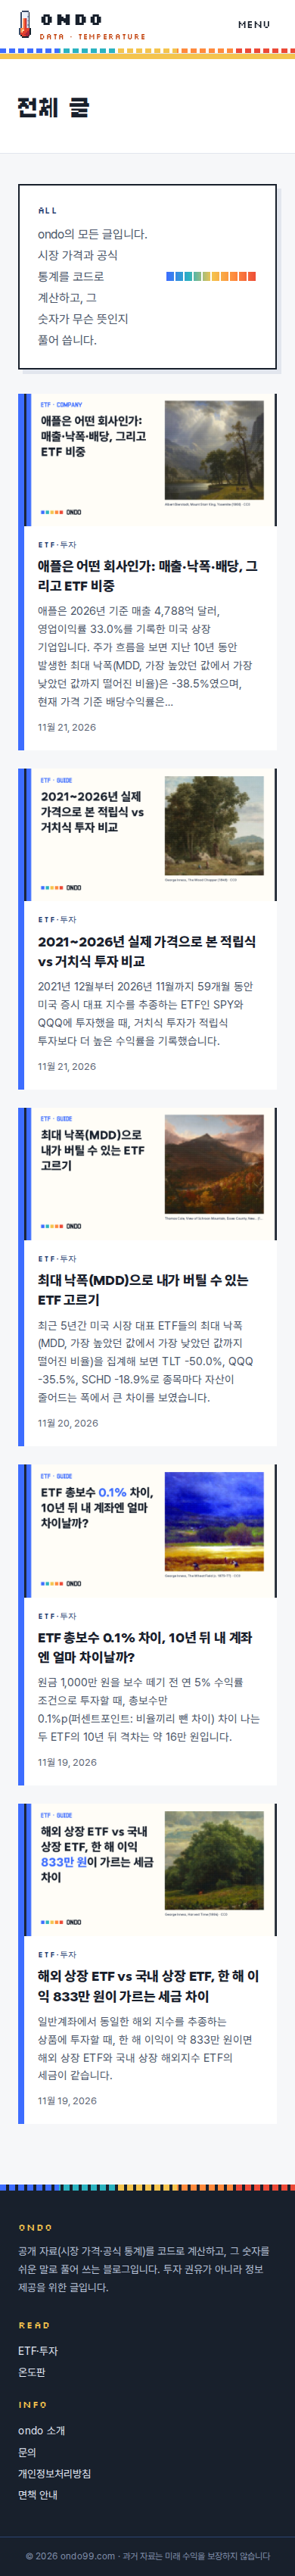 ONDO
DATA · TEMPERATURE
MENU
전체 글
ALL
ondo의 모든 글입니다.
시장 가격과 공식
통계를 코드로
계산하고, 그
숫자가 무슨 뜻인지
풀어 씁니다.
ETF · COMPANY
애플은 어떤 회사인가:
매출·낙폭·배당, 그리고
ETF 비중
ONDO
ETF·투자
애플은 어떤 회사인가: 매출·낙폭·배당, 그
리고 ETF 비중
애플은 2026년 기준 매출 4,788억 달러,
영업이익률 33.0%를 기록한 미국 상장
기업입니다. 주가 흐름을 보면 지난 10년 동안
발생한 최대 낙폭(MDD, 가장 높았던 값에서 가장
낮았던 값까지 떨어진 비율)은 -38.5%였으며,
현재 가격 기준 배당수익률은…
11월 21, 2026
ETF · GUIDE
2021~2026년 실제
가격으로 본 적립식 vs
거치식 투자 비교
ONDO
ETF·투자
2021~2026년 실제 가격으로 본 적립식
vs 거치식 투자 비교
2021년 12월부터 2026년 11월까지 59개월 동안
미국 증시 대표 지수를 추종하는 ETF인 SPY와
QQQ에 투자했을 때, 거치식 투자가 적립식
투자보다 더 높은 수익률을 기록했습니다.
11월 21, 2026
ETF · GUIDE
최대 낙폭(MDD)으로
내가 버틸 수 있는 ETF
고르기
ONDO
ETF·투자
최대 낙폭(MDD)으로 내가 버틸 수 있는
ETF 고르기
최근 5년간 미국 시장 대표 ETF들의 최대 낙폭
(MDD, 가장 높았던 값에서 가장 낮았던 값까지
떨어진 비율)을 집계해 보면 TLT -50.0%, QQQ
-35.5%, SCHD -18.9%로 종목마다 자산이
줄어드는 폭에서 큰 차이를 보였습니다.
11월 20, 2026
ETF · GUIDE
ETF 총보수 0.1% 차이,
10년 뒤 내 계좌엔 얼마
차이날까?
ONDO
ETF·투자
ETF 총보수 0.1% 차이, 10년 뒤 내 계좌
엔 얼마 차이날까?
원금 1,000만 원을 보수 떼기 전 연 5% 수익률
조건으로 투자할 때, 총보수만
0.1%p(퍼센트포인트: 비율끼리 뺀 차이) 차이 나는
두 ETF의 10년 뒤 격차는 약 16만 원입니다.
11월 19, 2026
ETF · GUIDE
해외 상장 ETF vs 국내
상장 ETF, 한 해 이익
833만 원이 가르는 세금
차이
ONDO
ETF·투자
해외 상장 ETF vs 국내 상장 ETF, 한 해 이
익 833만 원이 가르는 세금 차이
일반계좌에서 동일한 해외 지수를 추종하는
상품에 투자할 때, 한 해 이익이 약 833만 원이면
해외 상장 ETF와 국내 상장 해외지수 ETF의
세금이 같습니다.
11월 19, 2026
ONDO
공개 자료(시장 가격·공식 통계)를 코드로 계산하고, 그 숫자를
쉬운 말로 풀어 쓰는 블로그입니다. 투자 권유가 아니라 정보
제공을 위한 글입니다.
READ
ETF·투자
온도판
INFO
ondo 소개
문의
개인정보처리방침
면책 안내
© 2026 ondo99.com · 과거 자료는 미래 수익을 보장하지 않습니다